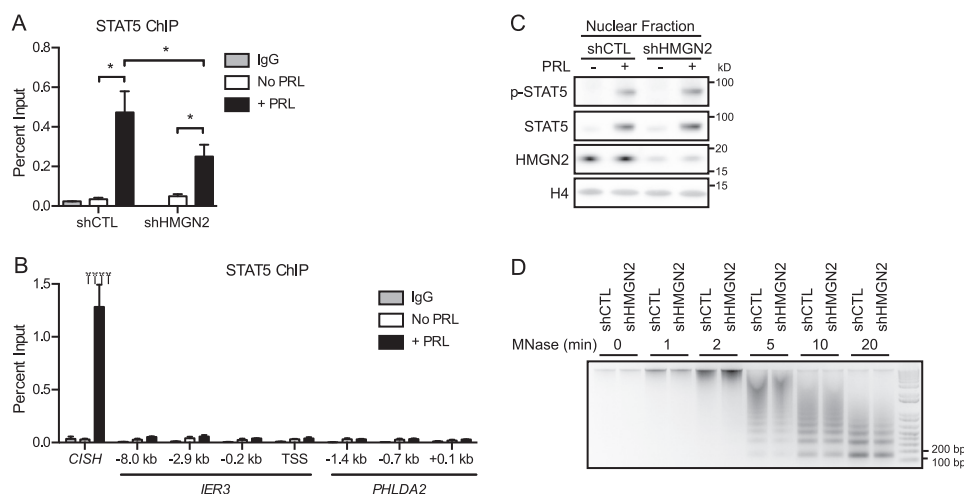 A
STAT5 ChIP
Percent Input
0.8
0.6
0.4
0.2
0.0
*
*
*
IgG
No PRL
+ PRL
shCTL
shHMGN2
B
STAT5 ChIP
Percent Input
1.5
1.0
0.5
0.0
IgG
No PRL
+ PRL
CISH
-8.0 kb
-2.9 kb
-0.2 kb
TSS
-1.4 kb
-0.7 kb
+0.1 kb
IER3
PHLDA2
C
Nuclear Fraction
shCTL shHMGN2
PRL - + - + kD
p-STAT5
100
STAT5
100
HMGN2
20
15
H4
15
D
shCTL shHMGN2 shCTL shHMGN2 shCTL shHMGN2 shCTL shHMGN2 shCTL shHMGN2 shCTL shHMGN2
MNase (min) 0 1 2 5 10 20
200 bp
100 bp